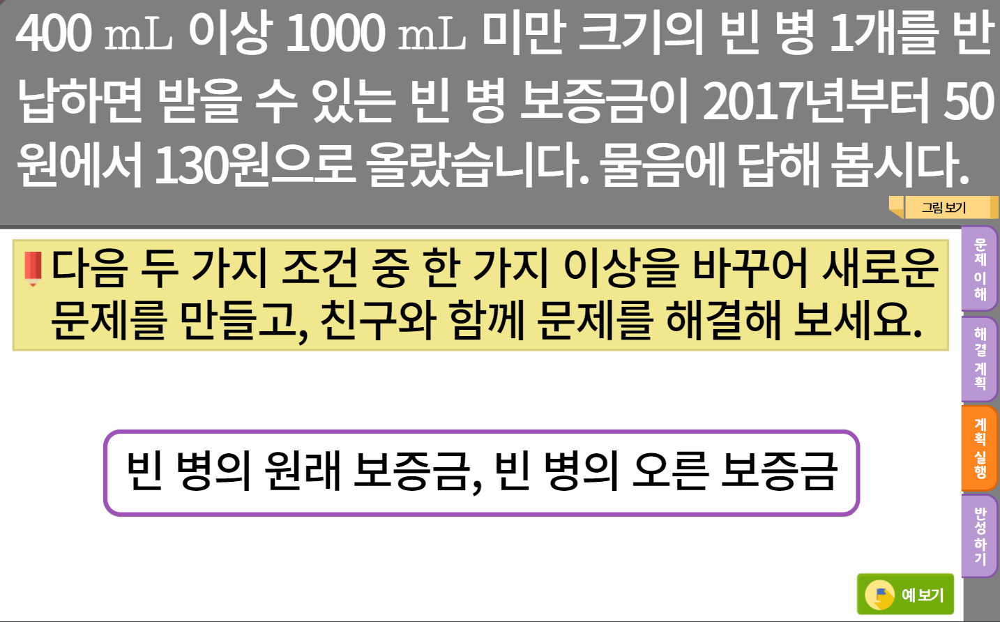 400 mL 이상 1000 mL 미만 크기의 빈 병 1개를 반
납하면 받을 수 있는 빈 병 보증금이 2017년부터 50
원에서 130원으로 올랐습니다. 물음에 답해 봅시다.
그림 보기
다음 두 가지 조건 중 한 가지 이상을 바꾸어 새로운
문제를 만들고, 친구와 함께 문제를 해결해 보세요.
빈 병의 원래 보증금, 빈 병의 오른 보증금
문제 이해
해결 계획
계획 실행
반성하기
예 보기